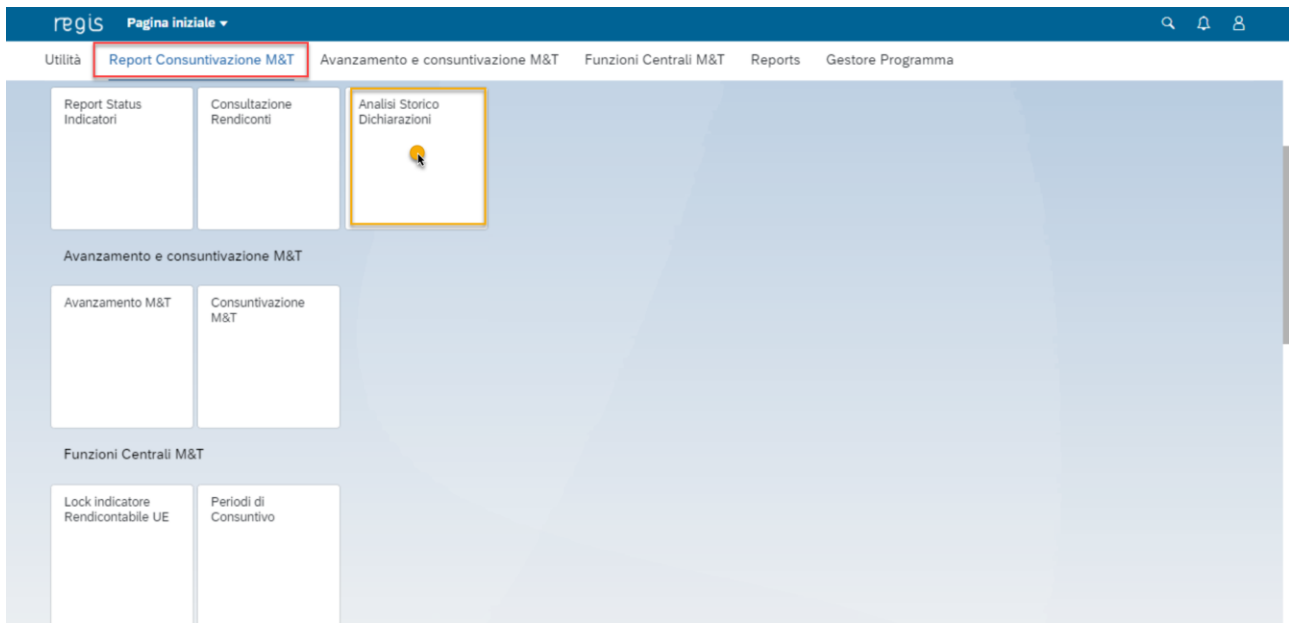 regis Pagina iniziale
Utilità Report Consuntivazione M&T Avanzamento e consuntivazione M&T Funzioni Centrali M&T Reports Gestore Programma
Report Status
Indicatori
Consultazione
Rendiconti
Analisi Storico
Dichiarazioni
Avanzamento e consuntivazione M&T
Avanzamento M&T
Consuntivazione
M&T
Funzioni Centrali M&T
Lock indicatore
Rendicontabile UE
Periodi di
Consuntivo